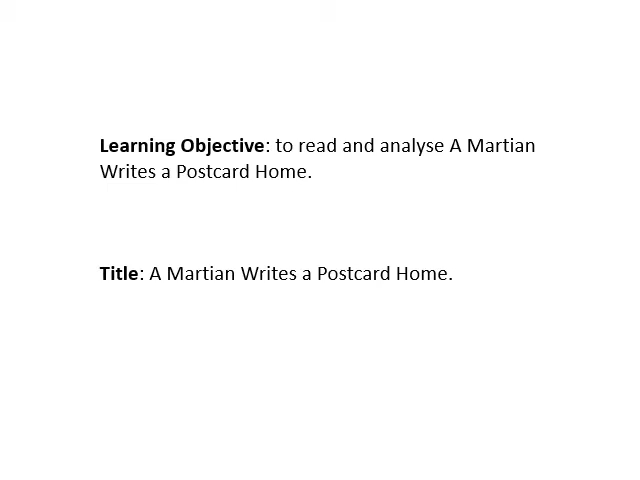 Learning Objective: to read and analyse A Martian
Writes a Postcard Home.
Title: A Martian Writes a Postcard Home.